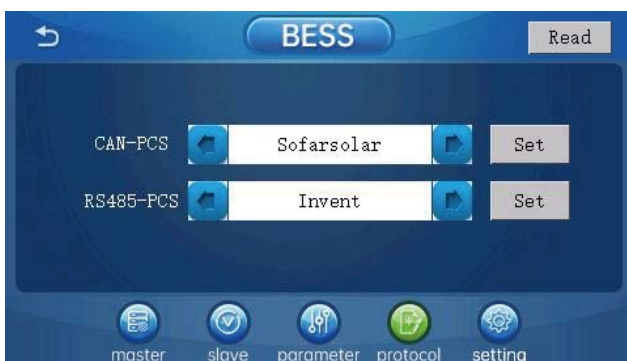 BESS
Read
CAN-PCS Sofarsolar Set
RS485-PCS Invent Set
master slave parameter protocol setting